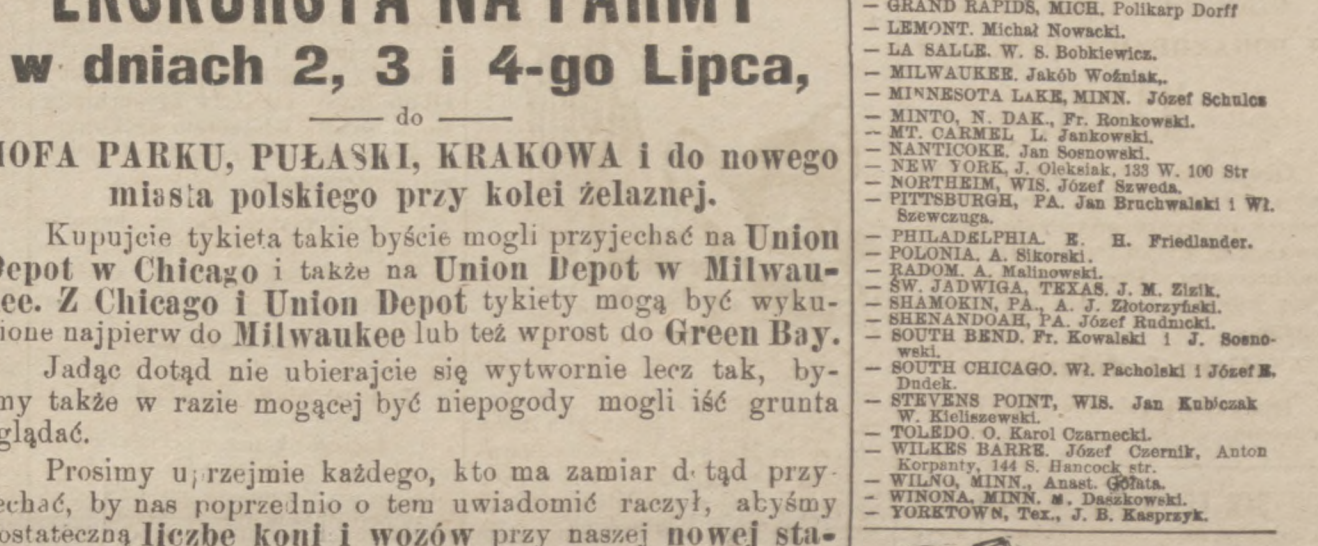 NA FARMY
w dniach 2, 3 i 4-go Lipca,
do
HOFA PARKU, PUŁASKI, KRAKOWA i do nowego
miasta polskiego przy kolei żelaznej.
Kupujcie tykieta takie byście mogli przyjechać na Union
Depot w Chicago i także na Union Depot w Milwau-
kee. Z Chicago i Union Depot tykiety mogą być wyku-
pione najpierw do Milwaukee lub też wprost do Green Bay.
Jadąc dotąd nie ubierajcie się wytwornie lecz tak, by-
my także w razie mogącej być niepogody mogli iść grunta
glądać.
Prosimy uprzejmie każdego, kto ma zamiar dotąd przy-
echać, by nas poprzednio o tem uwiadomić raczył, abyśmy
ostateczną liczbę koni i wozów przy naszej nowej sta-
— GRAND RAPIDS, MICH. Polikarp Dorff
— LEMONT. Michał Nowacki.
— LA SALLE. W. S. Bobkiewicz.
— MILWAUKEE. Jakób Woźniak,.
— MINNESOTA LAKE, MINN. Józef Schulcs
— MINTO, N. DAK., Fr. Ronkowski.
— MT. CARMEL L. Jankowski.
— NANTICOKE. Jan Sosnowski.
— NEW YORK, J. Oleksiak, 133 W. 100 Str
— NORTHEIM, WIS. Józef Szweda.
— PITTSBURGH, PA. Jan Bruchwalski i Wł.
Szewczuga.
— PHILADELPHIA. E. H. Friedlander.
— POLONIA. A. Sikorski.
— RADOM. A. Malinowski.
— ŚW. JADWIGA, TEXAS. J. M. Zizik.
— SHAMOKIN, PA., A. J. Złotorzyński.
— SHENANDOAH, PA. Józef Rudnicki.
— SOUTH BEND. Fr. Kowalski i J. Sosno-
wski.
— SOUTH CHICAGO. Wł. Pacholski i Józef E.
Dudek.
— STEVENS POINT, WIS. Jan Kubiczak
W. Kieliszewski.
— TOLEDO. O. Karol Czarnecki.
— WILKES BARRE. Józef Czernik, Anton
Korpanty, 144 S. Hancock str.
— WILNO, MINN., Anast. Gołata.
— WINONA, MINN. M. Daszkowski.
— YORKTOWN, Tex., J. B. Kasprzyk.